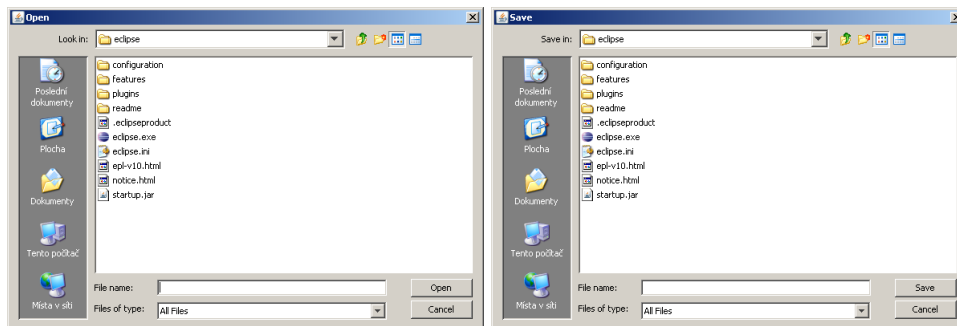 Open
Look in: eclipse
Poslední dokumenty
Plocha
Dokumenty
Tento počítač
Místa v síti
configuration
features
plugins
readme
.eclipseproduct
eclipse.exe
eclipse.ini
epl-v10.html
notice.html
startup.jar
File name:
Open
Files of type: All Files
Cancel
Save
Save in: eclipse
Poslední dokumenty
Plocha
Dokumenty
Tento počítač
Místa v síti
configuration
features
plugins
readme
.eclipseproduct
eclipse.exe
eclipse.ini
epl-v10.html
notice.html
startup.jar
File name:
Save
Files of type: All Files
Cancel